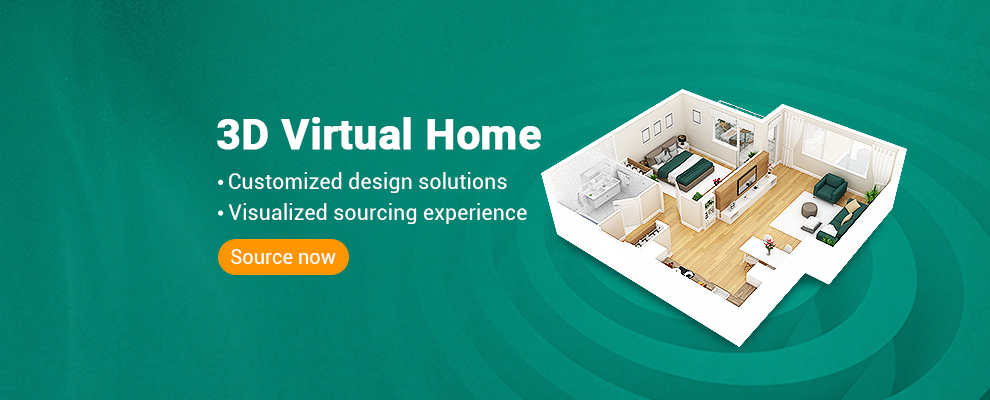 3D Virtual Home
• Customized design solutions
• Visualized sourcing experience
Source now